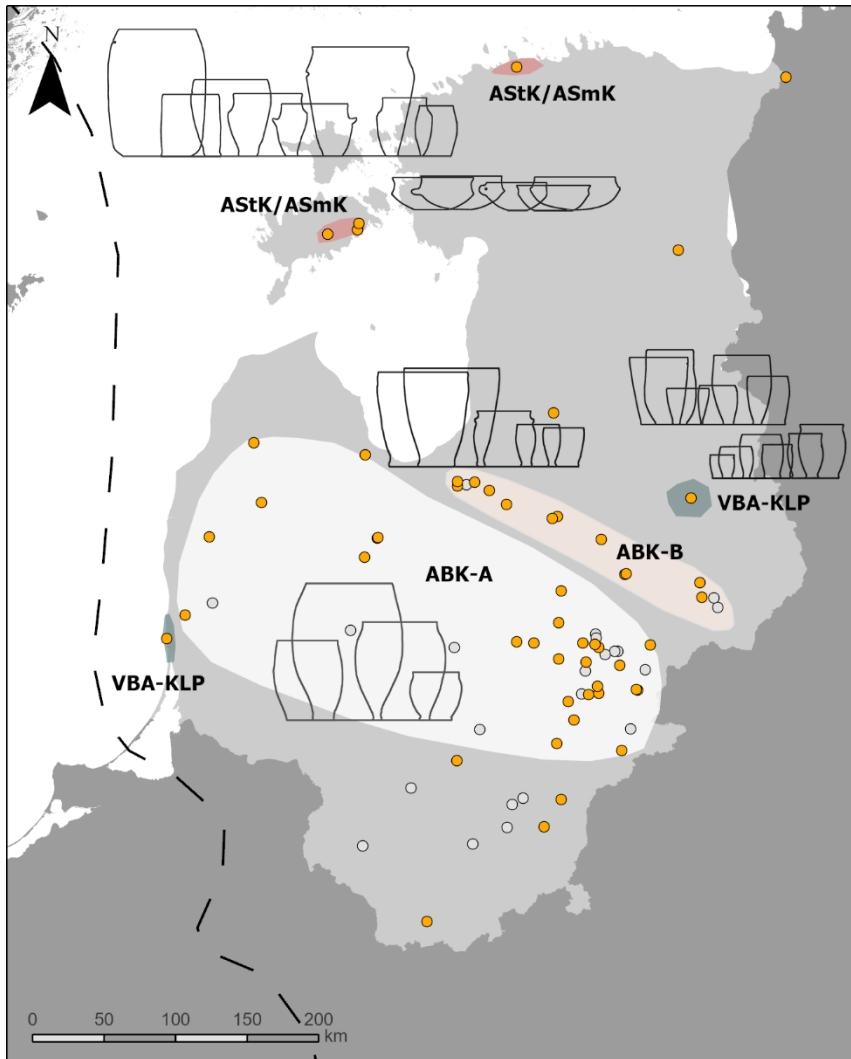 N
AStK/ASmK
AStK/ASmK
VBA-KLP
ABK-B
ABK-A
VBA-KLP
0 50 100 150 200
km